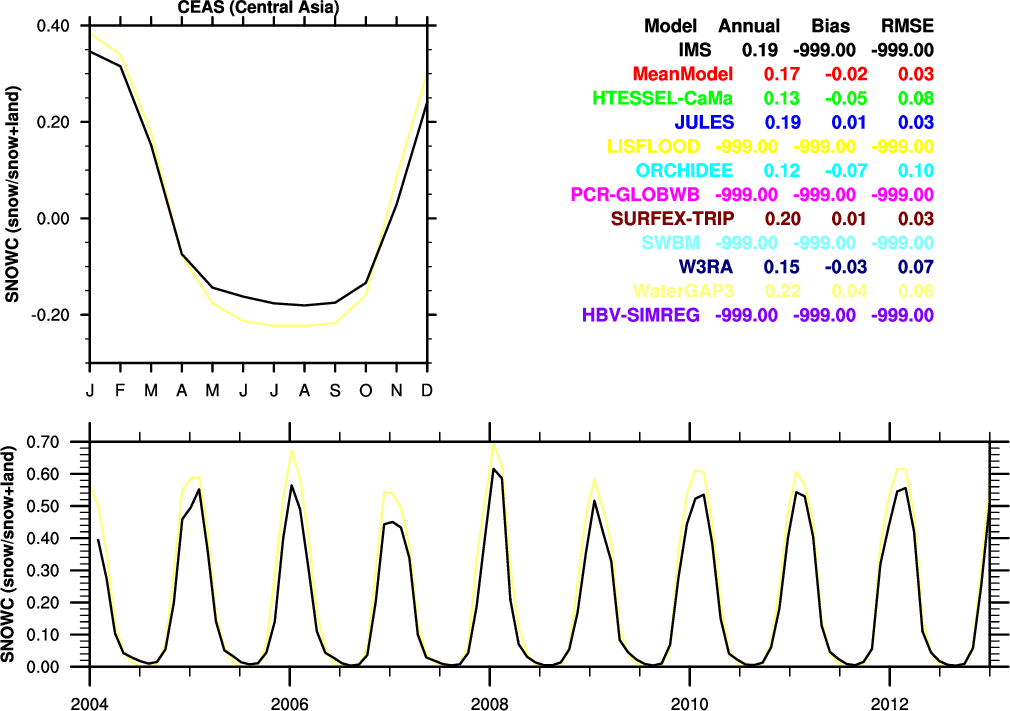 CEAS (Central Asia)
SNOWC (snow/snow+land)
0.40
0.20
0.00
-0.20
J F M A M J J A S O N D
Model Annual Bias RMSE
IMS 0.19 -999.00 -999.00
MeanModel 0.17 -0.02 0.03
HTESSEL-CaMa 0.13 -0.05 0.08
JULES 0.19 0.01 0.03
LISFLOOD -999.00 -999.00 -999.00
ORCHIDEE 0.12 -0.07 0.10
PCR-GLOBWB -999.00 -999.00 -999.00
SURFEX-TRIP 0.20 0.01 0.03
SWBM -999.00 -999.00 -999.00
W3RA 0.15 -0.03 0.07
WaterGAP3 0.22 0.04 0.06
HBV-SIMREG -999.00 -999.00 -999.00
SNOWC (snow/snow+land)
0.70
0.60
0.50
0.40
0.30
0.20
0.10
0.00
2004 2006 2008 2010 2012